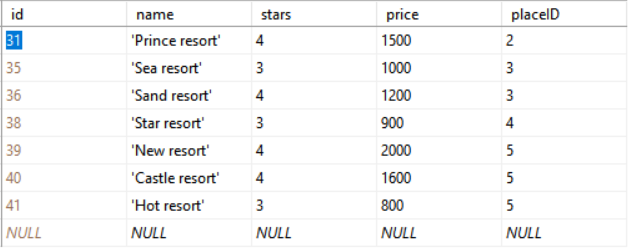 id name stars price placeID
31 'Prince resort' 4 1500 2
35 'Sea resort' 3 1000 3
36 'Sand resort' 4 1200 3
38 'Star resort' 3 900 4
39 'New resort' 4 2000 5
40 'Castle resort' 4 1600 5
41 'Hot resort' 3 800 5
NULL NULL NULL NULL NULL